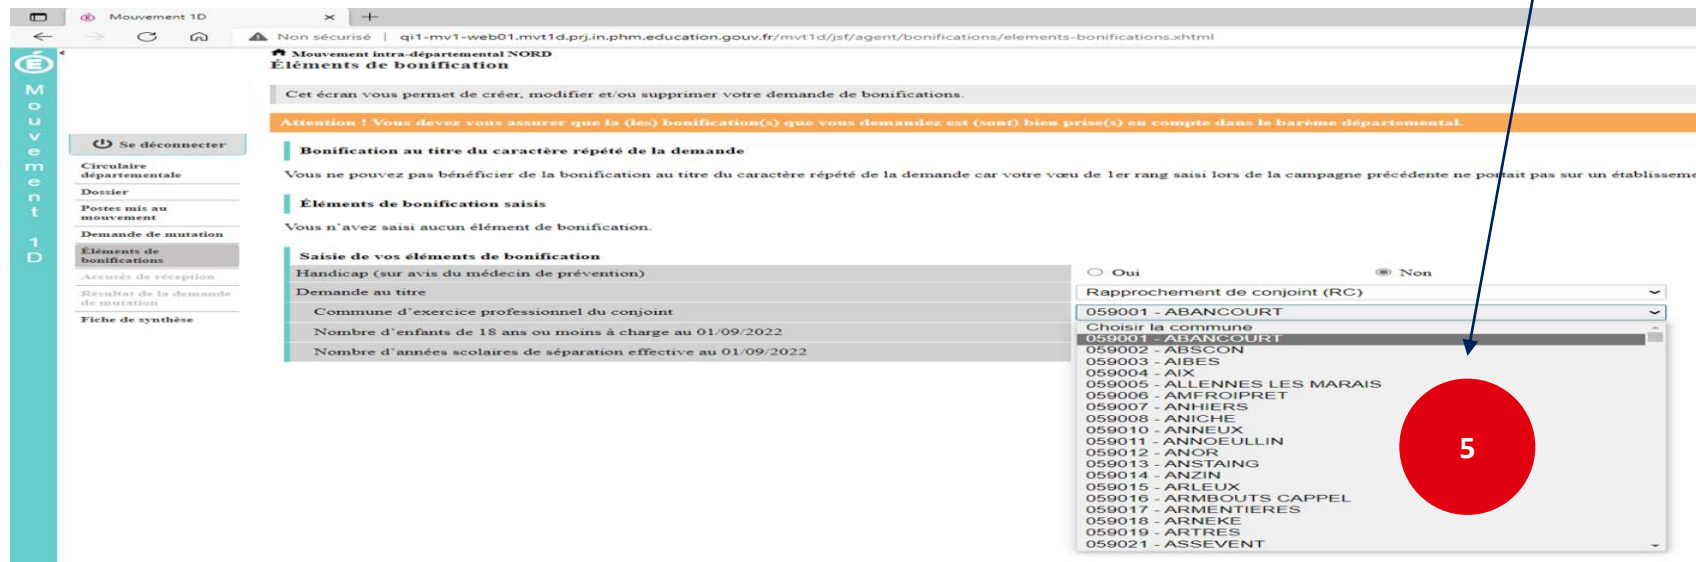 Mouvement 1D
Non sécurisé | qi1-mv1-web01.mvt1d.prj.in.phm.education.gouv.fr/mvt1d/jsf/agent/bonifications/elements-bonifications.xhtml
Mouvement 1D
Mouvement intra-départemental NORD
Éléments de bonification
Cet écran vous permet de créer, modifier et/ou supprimer votre demande de bonifications.
Attention ! Vous devez vous assurer que la (les) bonification(s) que vous demandez est (sont) bien prise(s) en compte dans le barème départemental.
Se déconnecter
Circulaire
départementale
Dossier
Postes mis au
mouvement
Demande de mutation
Éléments de
bonifications
Accusés de réception
Résultat de la demande
de mutation
Fiche de synthèse
Bonification au titre du caractère répété de la demande
Vous ne pouvez pas bénéficier de la bonification au titre du caractère répété de la demande car votre vœu de 1er rang saisi lors de la campagne précédente ne portait pas sur un établisseme
Éléments de bonification saisis
Vous n'avez saisi aucun élément de bonification.
Saisie de vos éléments de bonification
Handicap (sur avis du médecin de prévention)
Oui
Non
Demande au titre
Rapprochement de conjoint (RC)
Commune d'exercice professionnel du conjoint
059001 - ABANCOURT
Nombre d'enfants de 18 ans ou moins à charge au 01/09/2022
Nombre d'années scolaires de séparation effective au 01/09/2022
Choisir la commune
059001 - ABANCOURT
059002 - ABSCON
059003 - AIBES
059004 - AIX
059005 - ALLENNES LES MARAIS
059006 - AMFROIPRET
059007 - ANHIERS
059008 - ANICHE
059010 - ANNEUX
059011 - ANNOEULLIN
059012 - ANOR
059013 - ANSTAING
059014 - ANZIN
059015 - ARLEUX
059016 - ARMBOUTS CAPPEL
059017 - ARMENTIERES
059018 - ARNEKE
059019 - ARTRES
059021 - ASSEVENT
5